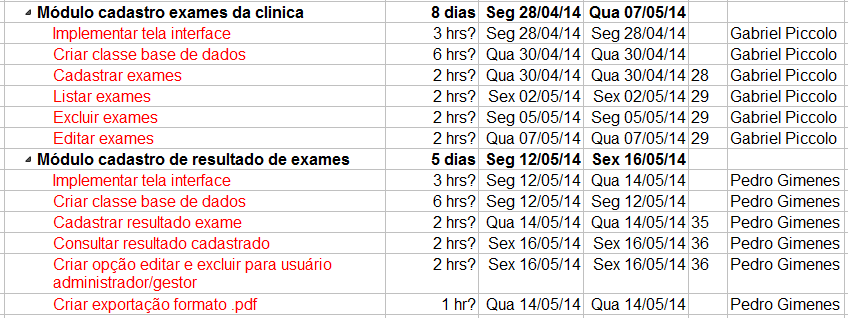 Módulo cadastro exames da clinica 8 dias Seg 28/04/14 Qua 07/05/14
Implementar tela interface 3 hrs? Seg 28/04/14 Seg 28/04/14 Gabriel Piccolo
Criar classe base de dados 6 hrs? Qua 30/04/14 Qua 30/04/14 Gabriel Piccolo
Cadastrar exames 2 hrs? Qua 30/04/14 Qua 30/04/14 28 Gabriel Piccolo
Listar exames 2 hrs? Sex 02/05/14 Sex 02/05/14 29 Gabriel Piccolo
Excluir exames 2 hrs? Seg 05/05/14 Seg 05/05/14 29 Gabriel Piccolo
Editar exames 2 hrs? Qua 07/05/14 Qua 07/05/14 29 Gabriel Piccolo
Módulo cadastro de resultado de exames 5 dias Seg 12/05/14 Sex 16/05/14
Implementar tela interface 3 hrs? Seg 12/05/14 Qua 14/05/14 Pedro Gimenes
Criar classe base de dados 6 hrs? Seg 12/05/14 Seg 12/05/14 Pedro Gimenes
Cadastrar resultado exame 2 hrs? Qua 14/05/14 Qua 14/05/14 35 Pedro Gimenes
Consultar resultado cadastrado 2 hrs? Sex 16/05/14 Sex 16/05/14 36 Pedro Gimenes
Criar opção editar e excluir para usuário 2 hrs? Sex 16/05/14 Sex 16/05/14 36 Pedro Gimenes
administrador/gestor
Criar exportação formato .pdf 1 hr? Qua 14/05/14 Qua 14/05/14 Pedro Gimenes